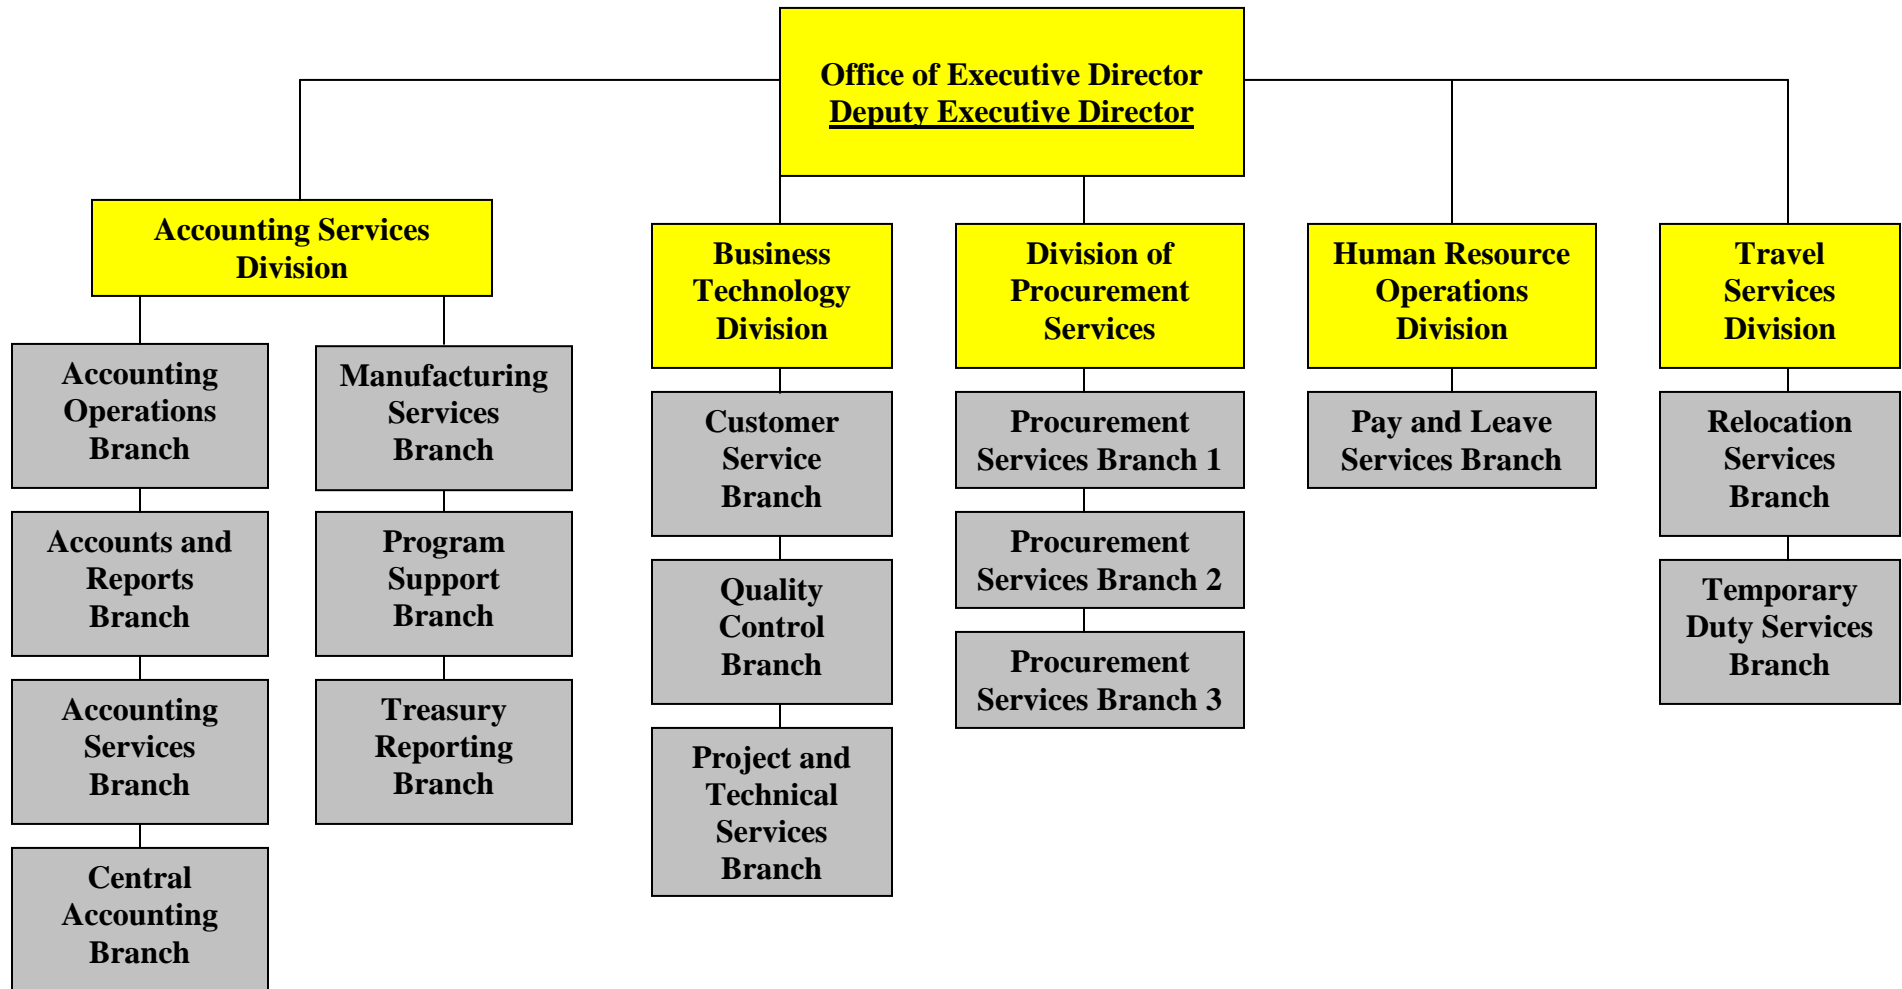 Office of Executive Director
Deputy Executive Director
Accounting Services
Division
Business
Technology
Division
Division of
Procurement
Services
Human Resource
Operations
Division
Travel
Services
Division
Accounting
Operations
Branch
Accounts and
Reports
Branch
Accounting
Services
Branch
Central
Accounting
Branch
Manufacturing
Services
Branch
Program
Support
Branch
Treasury
Reporting
Branch
Customer
Service
Branch
Quality
Control
Branch
Project and
Technical
Services
Branch
Procurement
Services Branch 1
Procurement
Services Branch 2
Procurement
Services Branch 3
Pay and Leave
Services Branch
Relocation
Services
Branch
Temporary
Duty Services
Branch